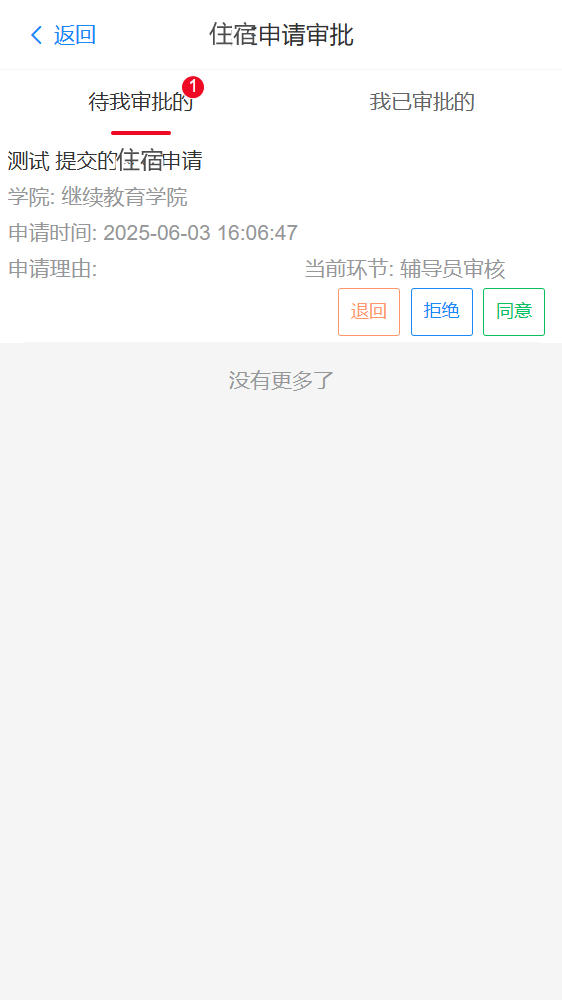 返回
住宿申请审批
待我审批的 1
我已审批的
测试 提交的住宿申请
学院: 继续教育学院
申请时间: 2025-06-03 16:06:47
申请理由:
当前环节: 辅导员审核
退回 拒绝 同意
没有更多了